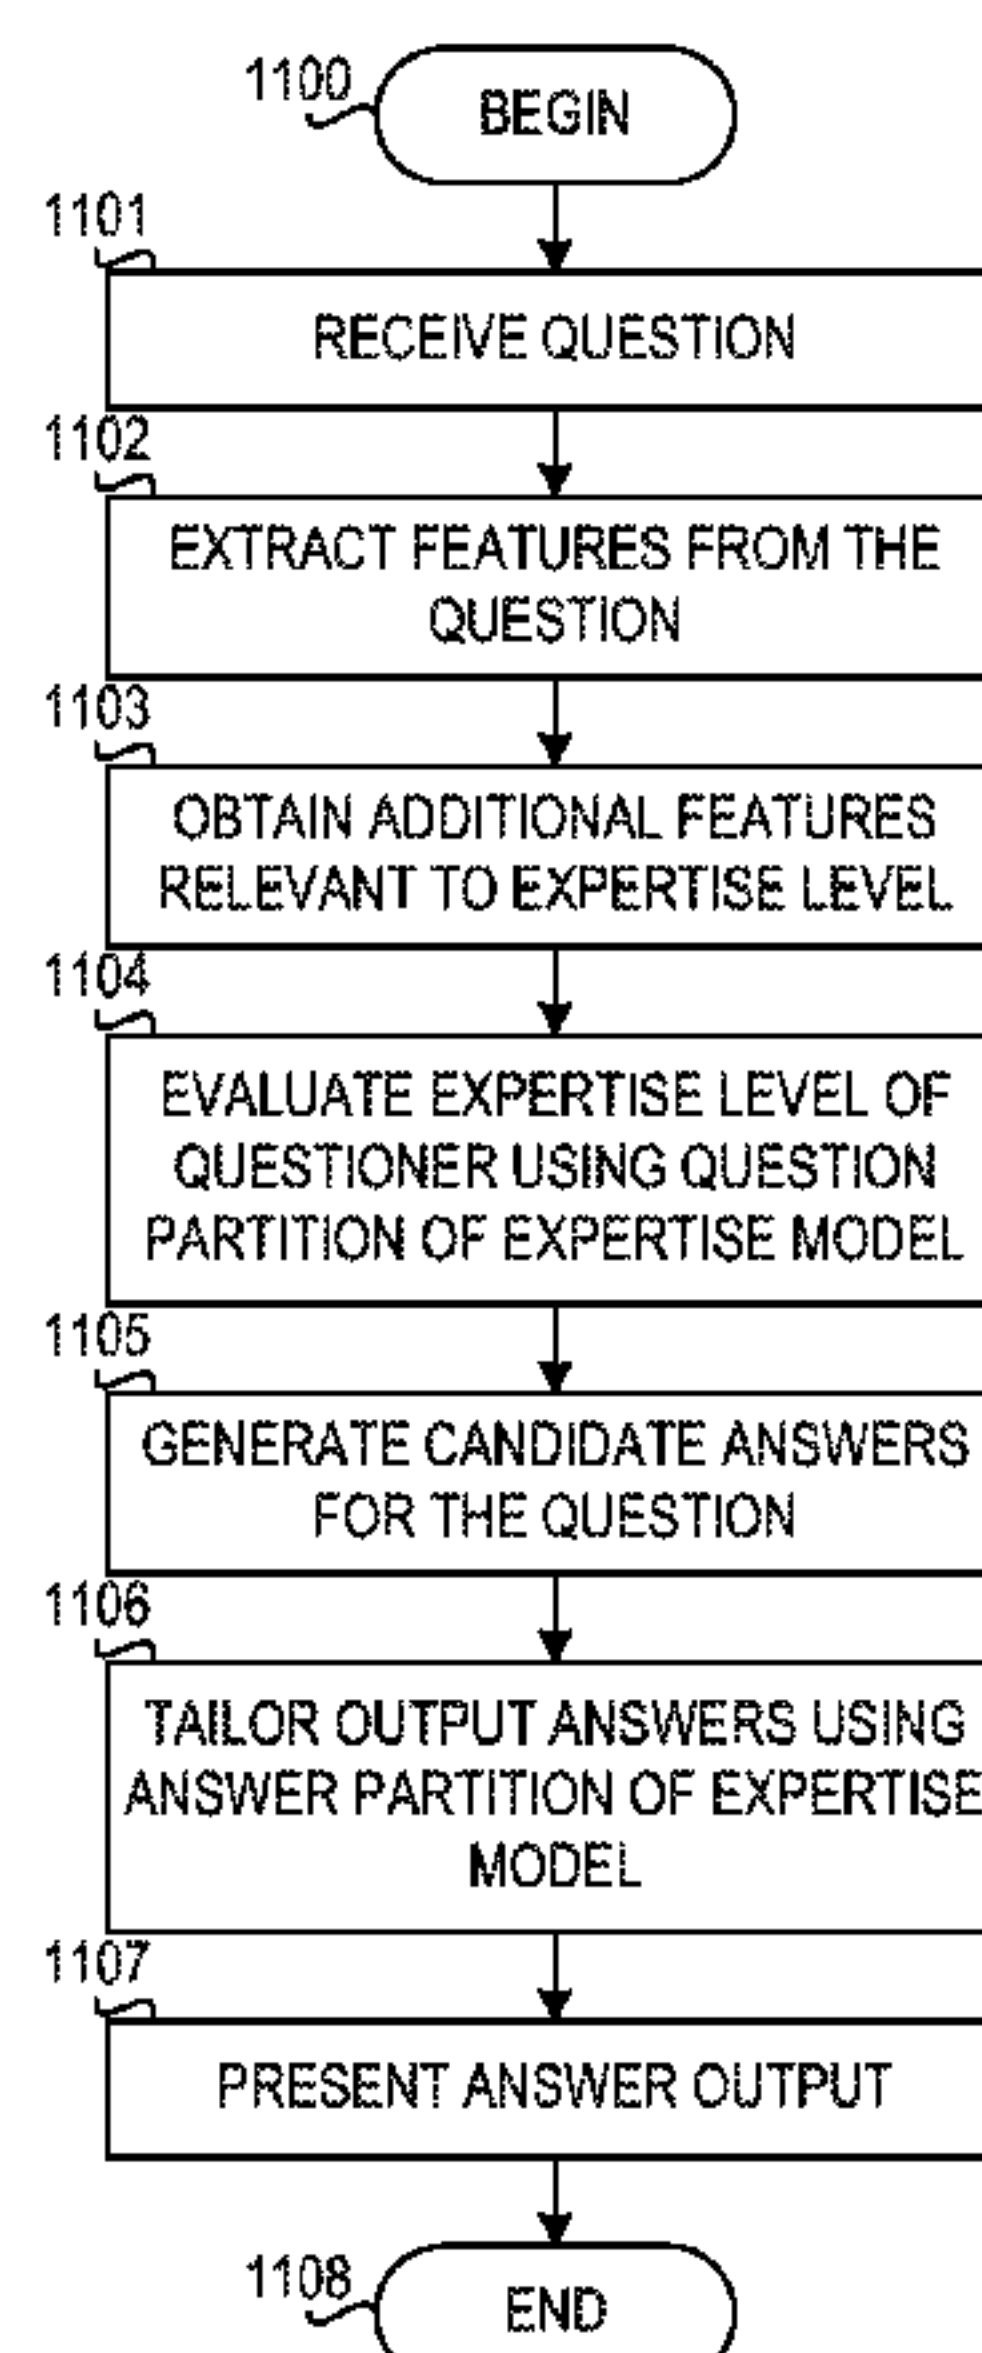 1100
BEGIN
1101
RECEIVE QUESTION
1102
EXTRACT FEATURES FROM THE
QUESTION
1103
OBTAIN ADDITIONAL FEATURES
RELEVANT TO EXPERTISE LEVEL
1104
EVALUATE EXPERTISE LEVEL OF
QUESTIONER USING QUESTION
PARTITION OF EXPERTISE MODEL
1105
GENERATE CANDIDATE ANSWERS
FOR THE QUESTION
1106
TAILOR OUTPUT ANSWERS USING
ANSWER PARTITION OF EXPERTISE
MODEL
1107
PRESENT ANSWER OUTPUT
1108
END